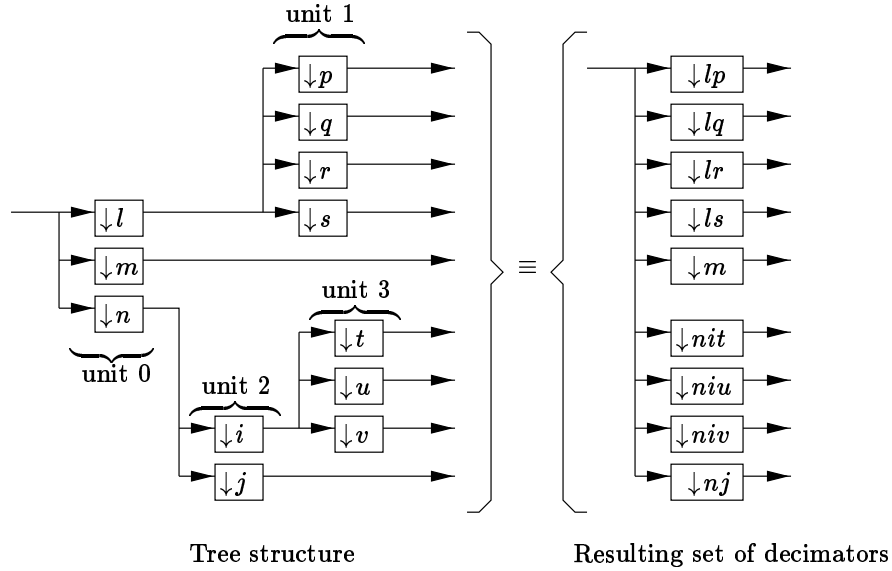 unit 1
↓p
↓q
↓r
↓l
↓s
↓m
↓n
unit 0
unit 3
↓t
↓u
unit 2
↓i
↓v
↓j
Tree structure
≡
↓lp
↓lq
↓lr
↓ls
↓m
↓nit
↓niu
↓niv
↓nj
Resulting set of decimators